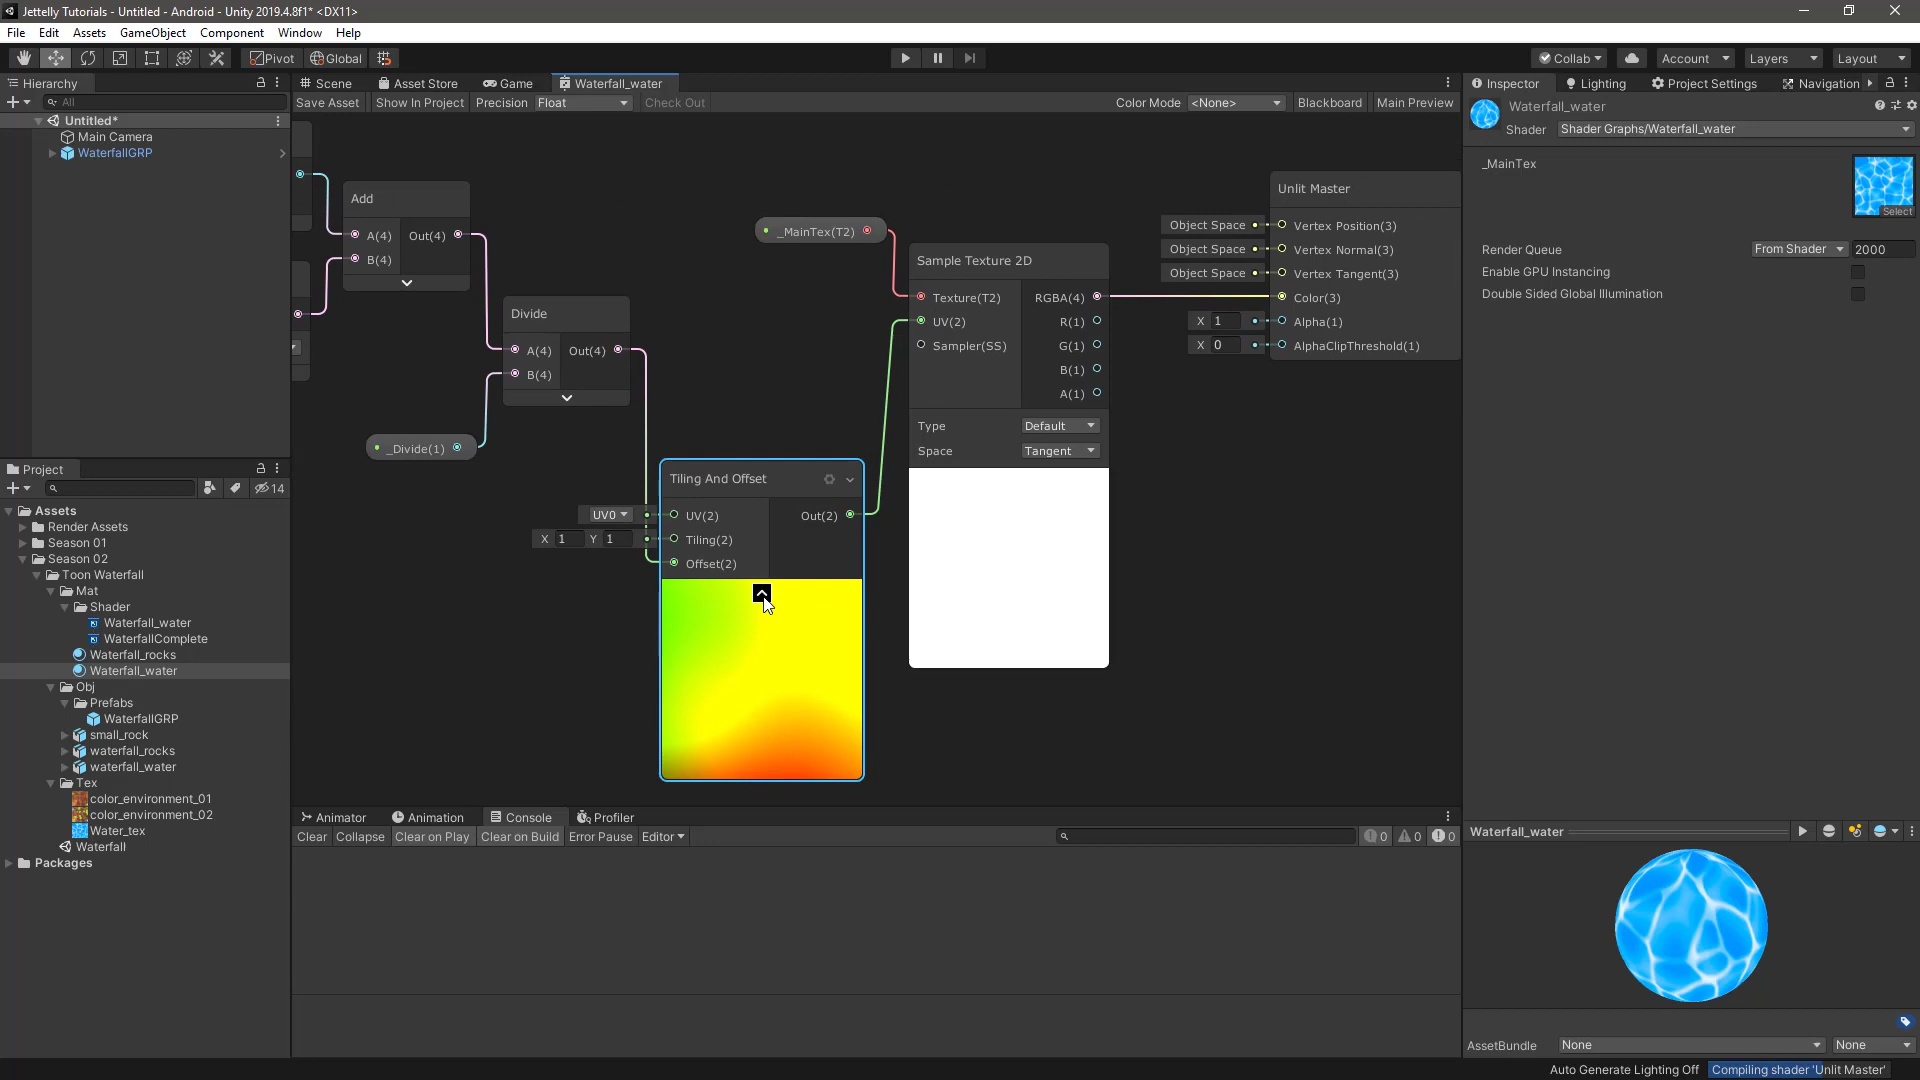 Jettelly Tutorials - Untitled - Android - Unity 2019.4.8f1* <DX11>
File Edit Assets GameObject Component Window Help
Pivot Global Collab Account Layers Layout
Hierarchy
All
Untitled*
Main Camera
WaterfallGRP
Project
14
Assets
Render Assets
Season 01
Season 02
Toon Waterfall
Mat
Shader
Waterfall_water
WaterfallComplete
Waterfall_rocks
Waterfall_water
Obj
Prefabs
WaterfallGRP
small_rock
waterfall_rocks
waterfall_water
Tex
color_environment_01
color_environment_02
Water_tex
Waterfall
Packages
Scene Asset Store Game Waterfall_water
Save Asset Show In Project Precision Float Check Out Color Mode <None> Blackboard Main Preview
Add
A(4) Out(4)
B(4)
Divide
A(4) Out(4)
B(4)
_Divide(1)
_MainTex(T2)
Tiling And Offset
UV0 UV(2) Out(2)
X 1 Y 1 Tiling(2)
Offset(2)
Sample Texture 2D
Texture(T2) RGBA(4)
UV(2) R(1)
Sampler(SS) G(1)
B(1)
A(1)
Type Default
Space Tangent
Unlit Master
Object Space Vertex Position(3)
Object Space Vertex Normal(3)
Object Space Vertex Tangent(3)
Color(3)
X 1 Alpha(1)
X 0 AlphaClipThreshold(1)
Animator Animation Console Profiler
Clear Collapse Clear on Play Clear on Build Error Pause Editor 0 0 0
Inspector Lighting Project Settings Navigation
Waterfall_water
Shader Shader Graphs/Waterfall_water
_MainTex
Select
Render Queue From Shader 2000
Enable GPU Instancing
Double Sided Global Illumination
Waterfall_water
AssetBundle None None
Auto Generate Lighting Off Compiling shader 'Unlit Master'